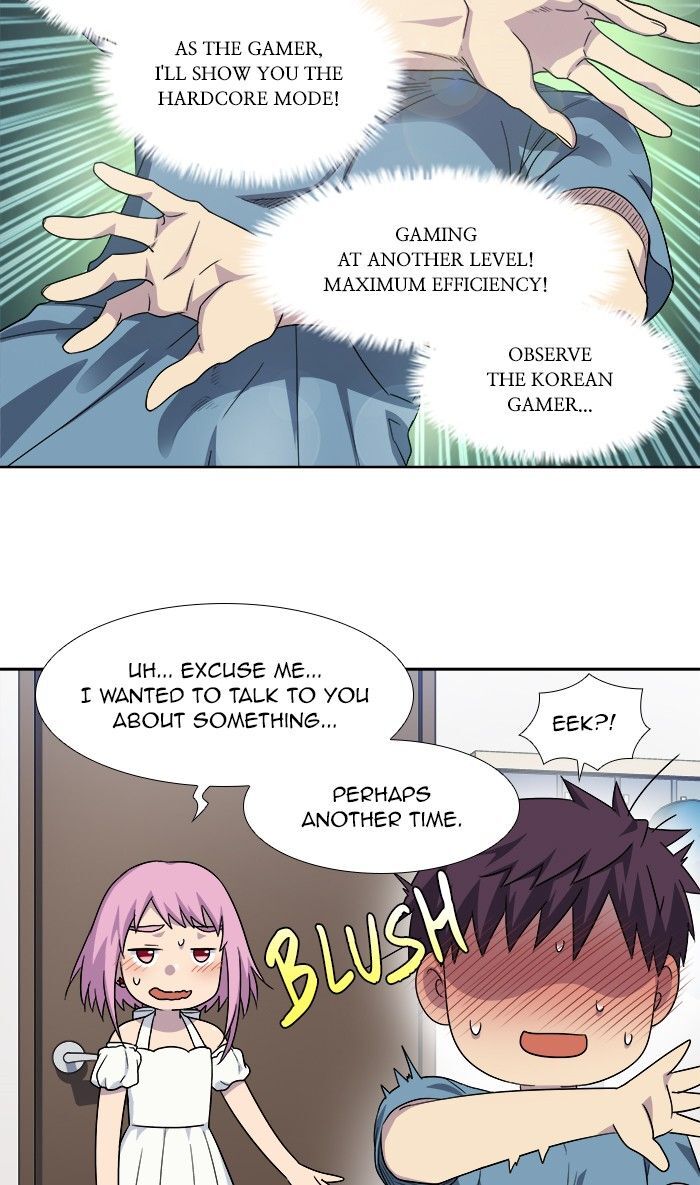 AS THE GAMER,
I'LL SHOW YOU THE
HARDCORE MODE!
GAMING
AT ANOTHER LEVEL!
MAXIMUM EFFICIENCY!
OBSERVE
THE KOREAN
GAMER...
UH... EXCUSE ME...
I WANTED TO TALK TO YOU
ABOUT SOMETHING...
EEK?!
PERHAPS
ANOTHER TIME.
BLUSH